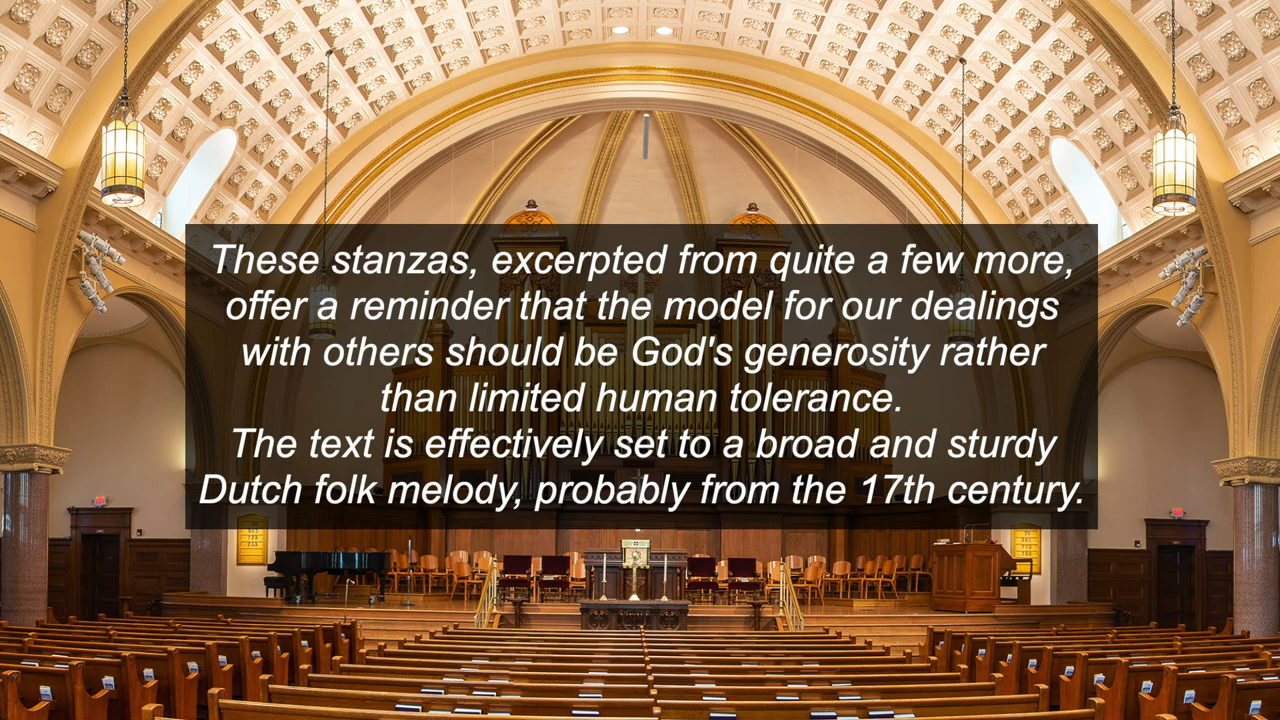 These stanzas, excerpted from quite a few more,
offer a reminder that the model for our dealings
with others should be God's generosity rather
than limited human tolerance.
The text is effectively set to a broad and sturdy
Dutch folk melody, probably from the 17th century.